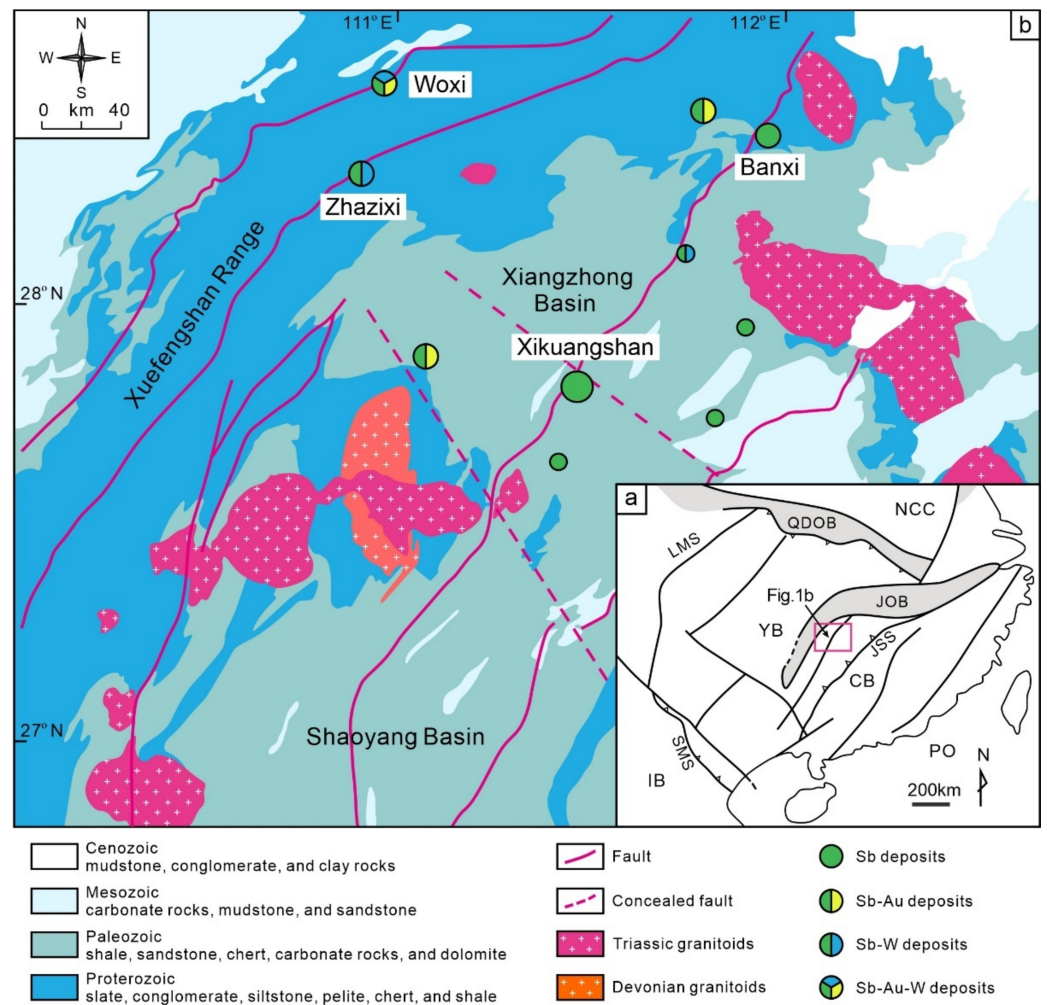 111° E
112° E
b
N
W
E
S
0 km 40
Woxi
Banxi
Zhazixi
Xuefengshan Range
28° N
Xiangzhong
Basin
Xikuangshan
27° N
Shaoyang Basin
a
QDOB
NCC
LMS
Fig.1b
JOB
YB
JSS
CB
SMS
IB
PO
N
200km
Cenozoic
mudstone, conglomerate, and clay rocks
Mesozoic
carbonate rocks, mudstone, and sandstone
Paleozoic
shale, sandstone, chert, carbonate rocks, and dolomite
Proterozoic
slate, conglomerate, siltstone, pelite, chert, and shale
Fault
Concealed fault
Triassic granitoids
Devonian granitoids
Sb deposits
Sb-Au deposits
Sb-W deposits
Sb-Au-W deposits